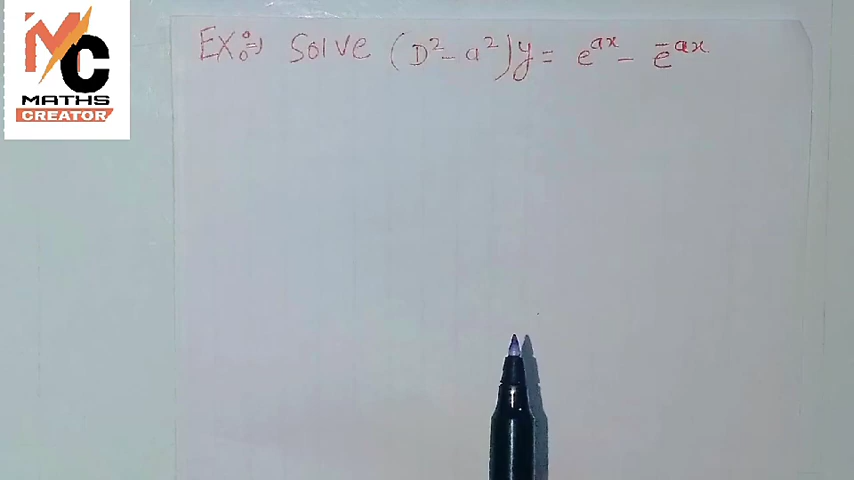 MC
MATHS
CREATOR
EX:-) Solve (D² - a²)y = e^{ax} - e^{-ax}